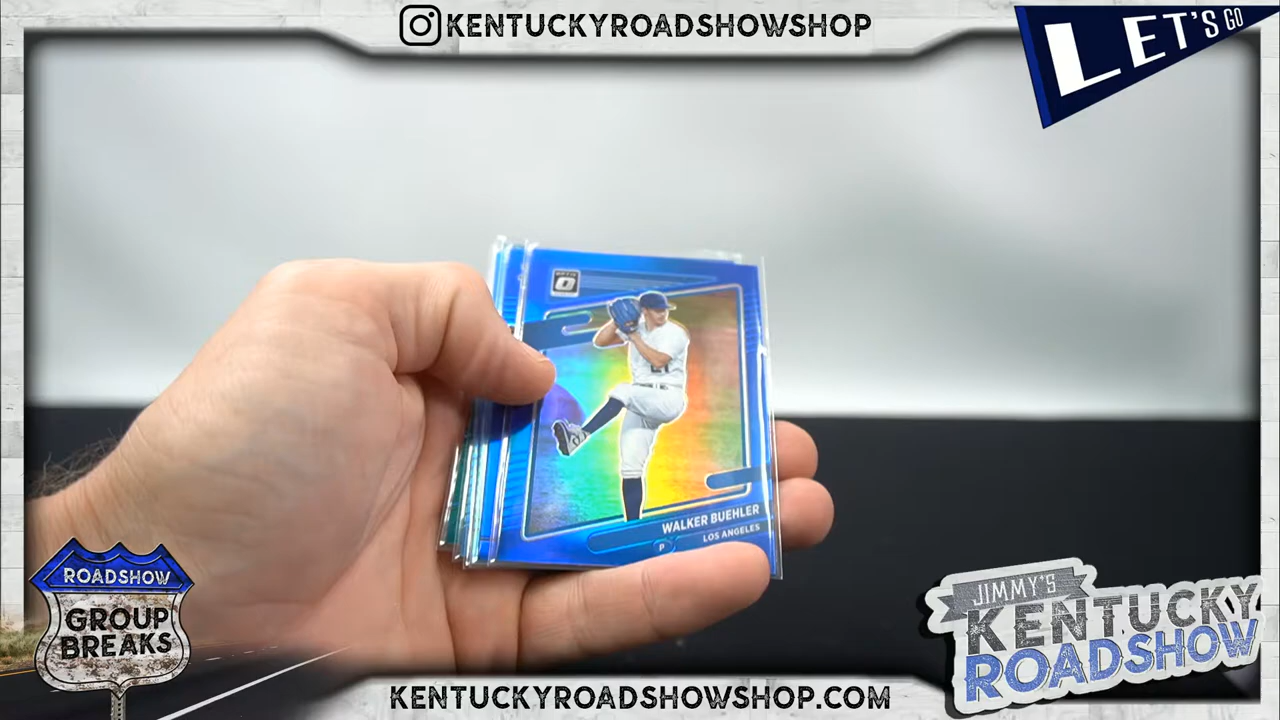 KENTUCKYROADSHOWSHOP
LET'S GO
WALKER BUEHLER
P
LOS ANGELES
ROADSHOW
GROUP
BREAKS
JIMMY'S
KENTUCKY
ROADSHOW
KENTUCKYROADSHOWSHOP.COM